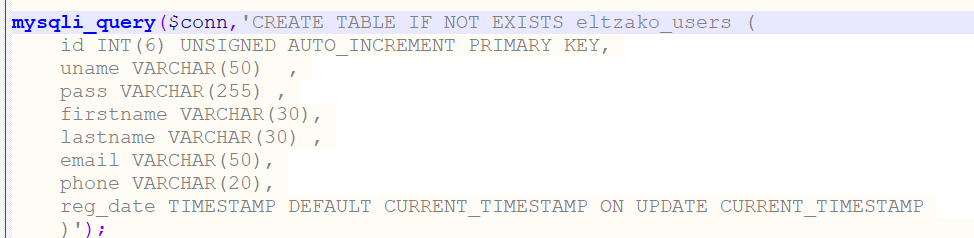 mysqli_query($conn,'CREATE TABLE IF NOT EXISTS eltzako_users (
id INT(6) UNSIGNED AUTO_INCREMENT PRIMARY KEY,
uname VARCHAR(50)  ,
pass VARCHAR(255) ,
firstname VARCHAR(30),
lastname VARCHAR(30) ,
email VARCHAR(50),
phone VARCHAR(20),
reg_date TIMESTAMP DEFAULT CURRENT_TIMESTAMP ON UPDATE CURRENT_TIMESTAMP
)');